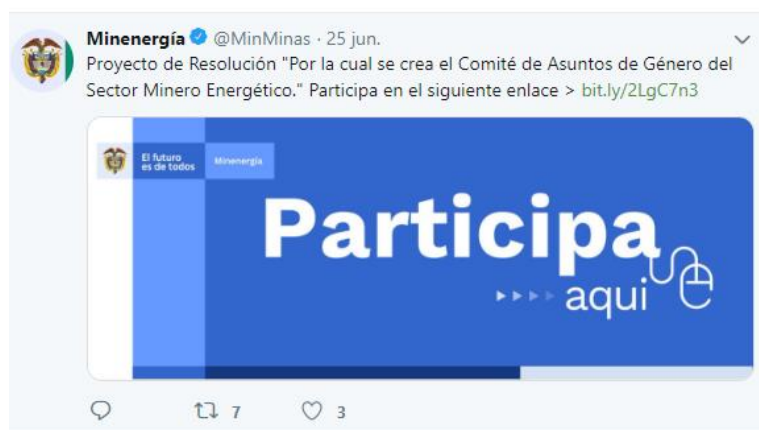 Minenergía @MinMinas · 25 jun.
Proyecto de Resolución "Por la cual se crea el Comité de Asuntos de Género del
Sector Minero Energético." Participa en el siguiente enlace > bit.ly/2LgC7n3
El futuro
es de todos
Minenergía
Participa
aqui
7
3